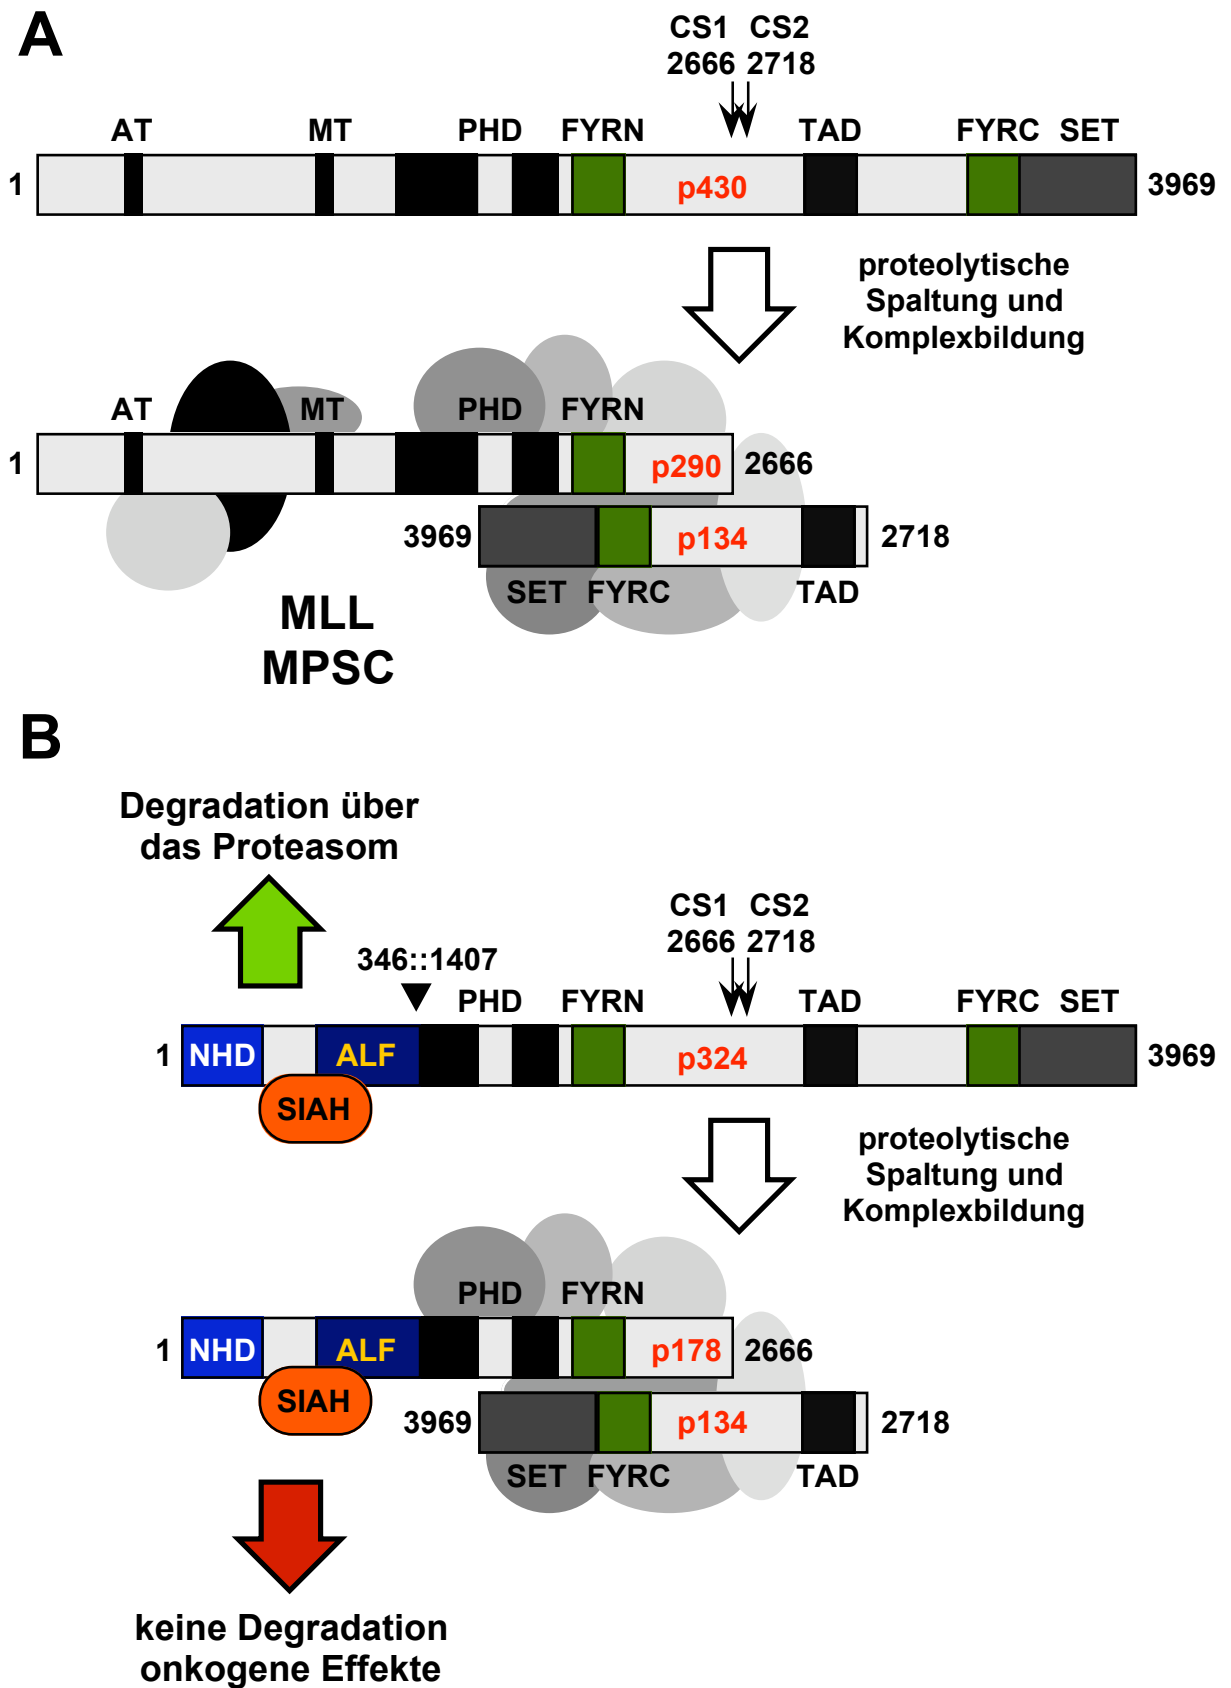 A
CS1 CS2
2666 2718
AT MT PHD FYRN TAD FYRC SET
1 p430 3969
proteolytische
Spaltung und
Komplexbildung
AT MT PHD FYRN
1 p290 2666
3969 p134 2718
SET FYRC TAD
MLL
MPSC
B
Degradation über
das Proteasom
CS1 CS2
2666 2718
346::1407
PHD FYRN TAD FYRC SET
1 NHD ALF p324 3969
SIAH
proteolytische
Spaltung und
Komplexbildung
PHD FYRN
1 NHD ALF p178 2666
SIAH
3969 p134 2718
SET FYRC TAD
keine Degradation
onkogene Effekte